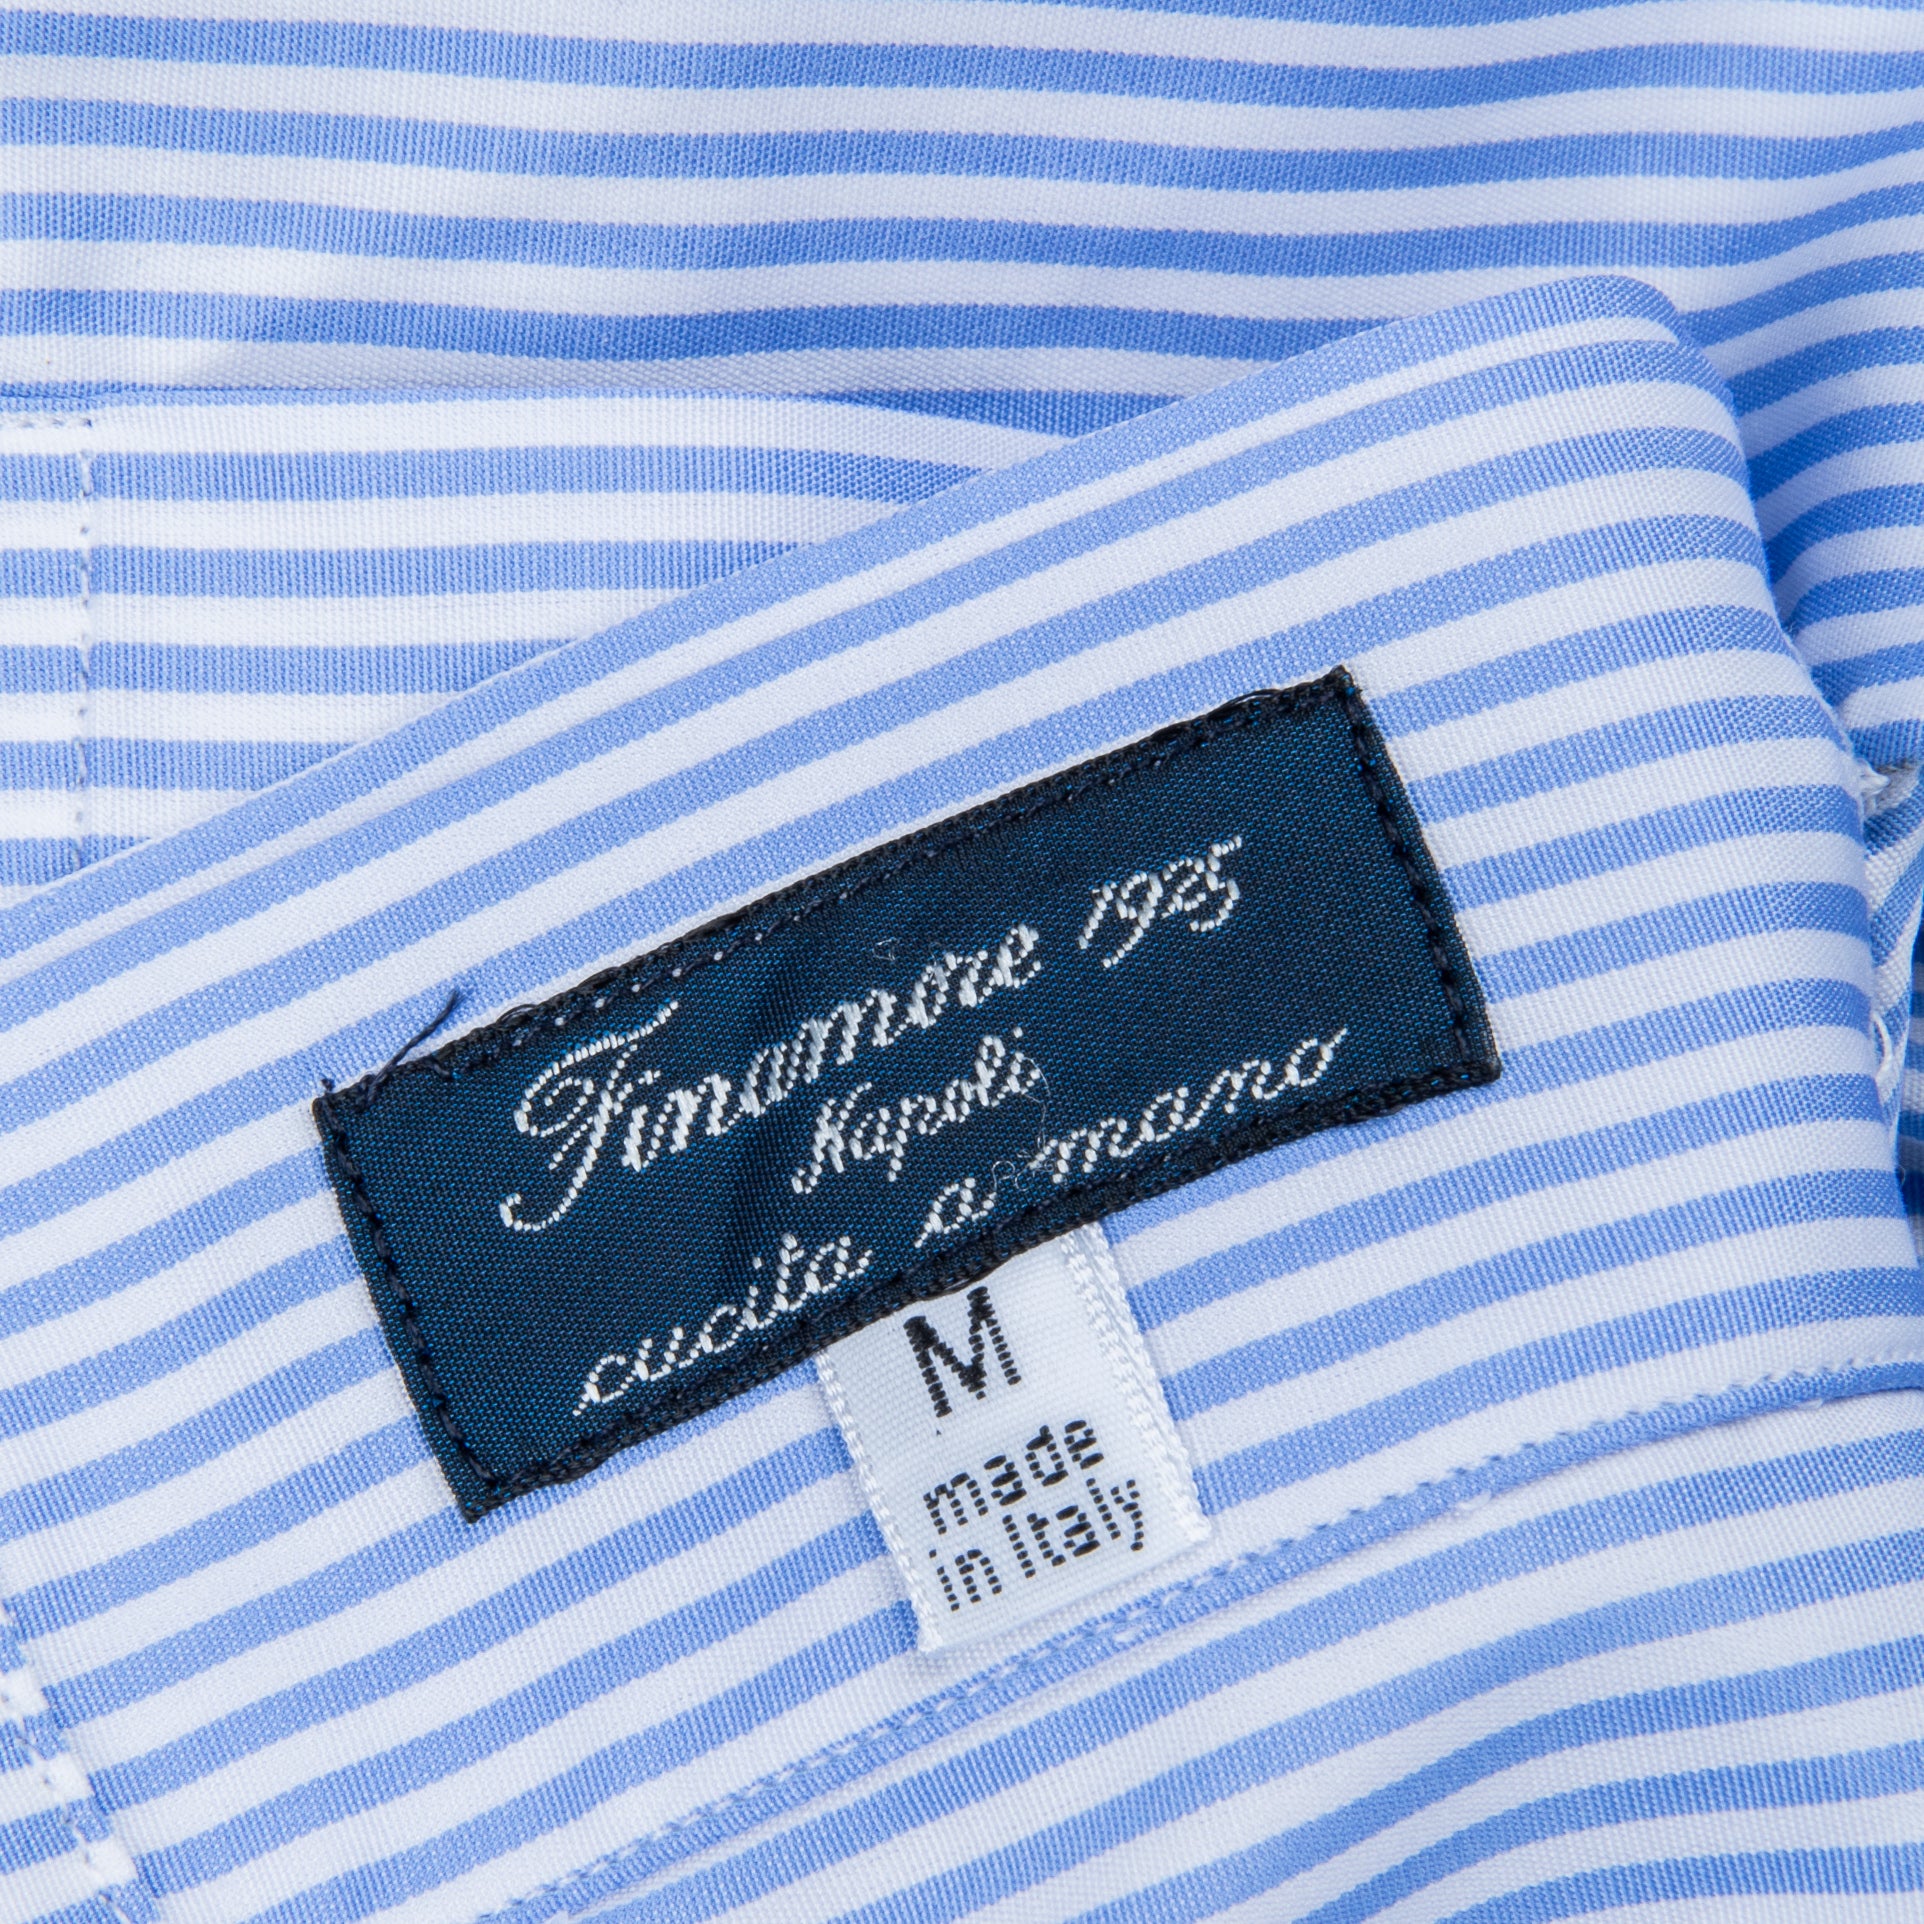 Finamore 1925
Napoli
cucita a mano
M
made
in Italy